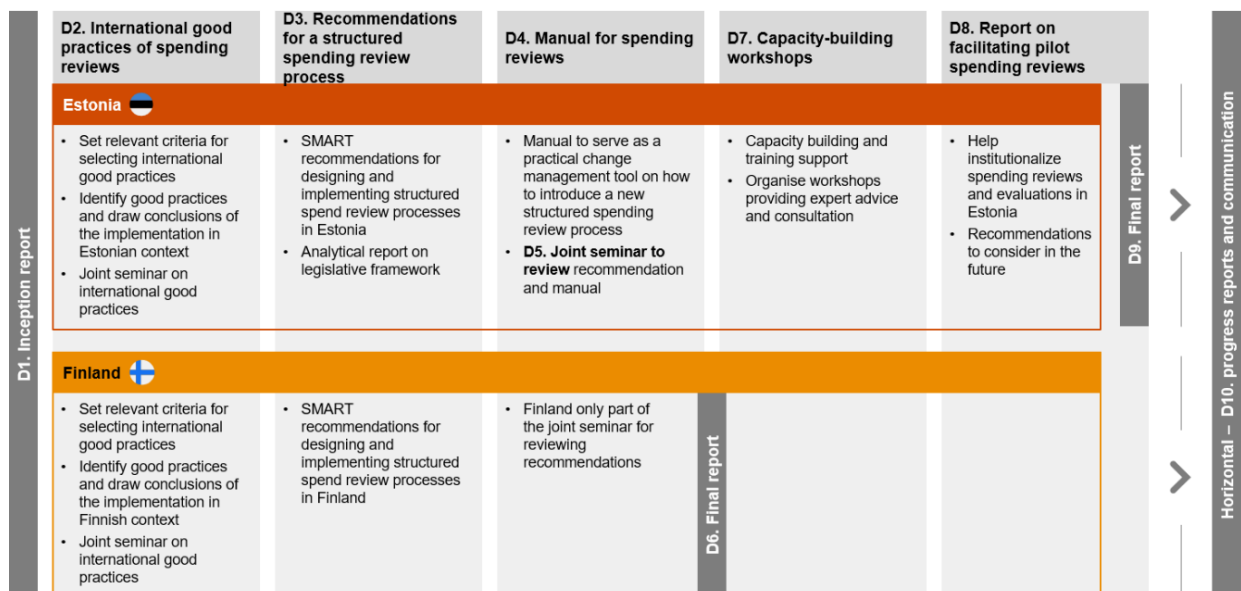 D1. Inception report
D2. International good
practices of spending
reviews
D3. Recommendations
for a structured
spending review
process
D4. Manual for spending
reviews
D7. Capacity-building
workshops
D8. Report on
facilitating pilot
spending reviews
Estonia
• Set relevant criteria for
selecting international
good practices
• Identify good practices
and draw conclusions of
the implementation in
Estonian context
• Joint seminar on
international good
practices
• SMART
recommendations for
designing and
implementing structured
spend review processes
in Estonia
• Analytical report on
legislative framework
• Manual to serve as a
practical change
management tool on how
to introduce a new
structured spending
review process
• D5. Joint seminar to
review recommendation
and manual
• Capacity building and
training support
• Organise workshops
providing expert advice
and consultation
• Help
institutionalize
spending reviews
and evaluations in
Estonia
• Recommendations
to consider in the
future
D9. Final report
Finland
• Set relevant criteria for
selecting international
good practices
• Identify good practices
and draw conclusions of
the implementation in
Finnish context
• Joint seminar on
international good
practices
• SMART
recommendations for
designing and
implementing structured
spend review processes
in Finland
• Finland only part of
the joint seminar for
reviewing
recommendations
D6. Final report
Horizontal – D10. progress reports and communication